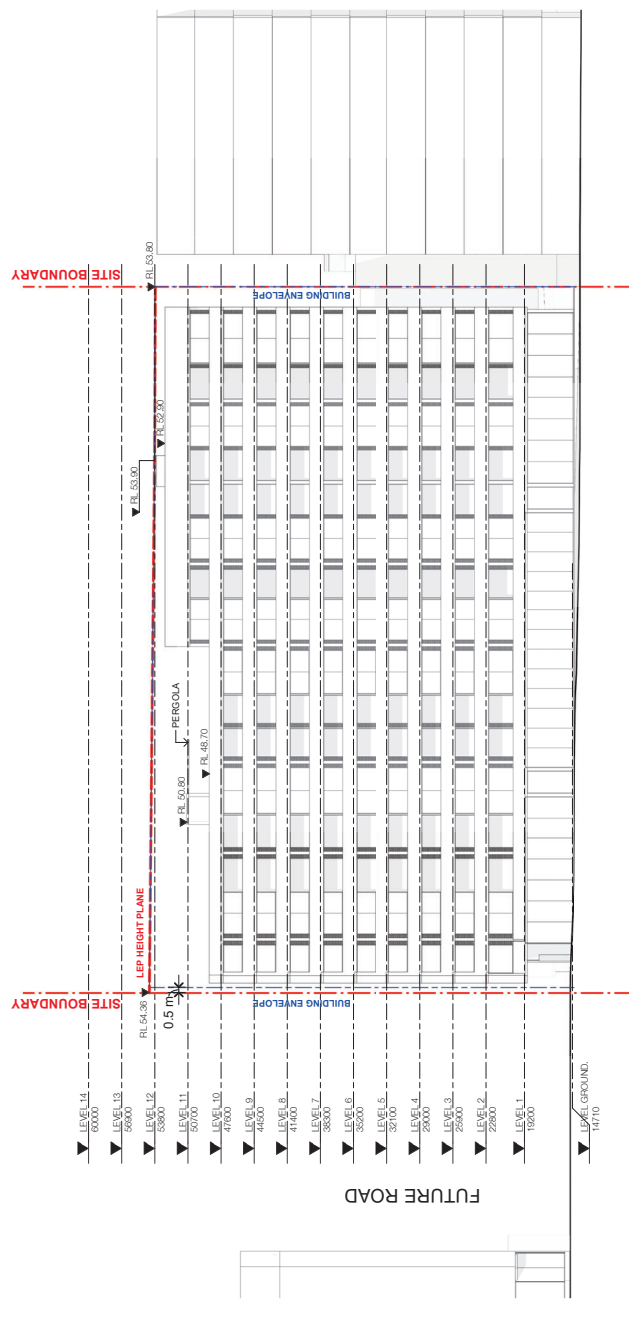 SITE BOUNDARY
RL 53.80
BUILDING ENVELOPE
RL 52.90
RL 53.90
PERGOLA
RL 48.70
RL 50.80
LEP HEIGHT PLANE
SITE BOUNDARY
RL 54.36
0.5 m
BUILDING ENVELOPE
LEVEL 14
60000
LEVEL 13
56900
LEVEL 12
53800
LEVEL 11
50700
LEVEL 10
47600
LEVEL 9
44500
LEVEL 8
41400
LEVEL 7
38300
LEVEL 6
35200
LEVEL 5
32100
LEVEL 4
29000
LEVEL 3
25900
LEVEL 2
22800
LEVEL 1
19200
LEVEL GROUND.
14710
FUTURE ROAD